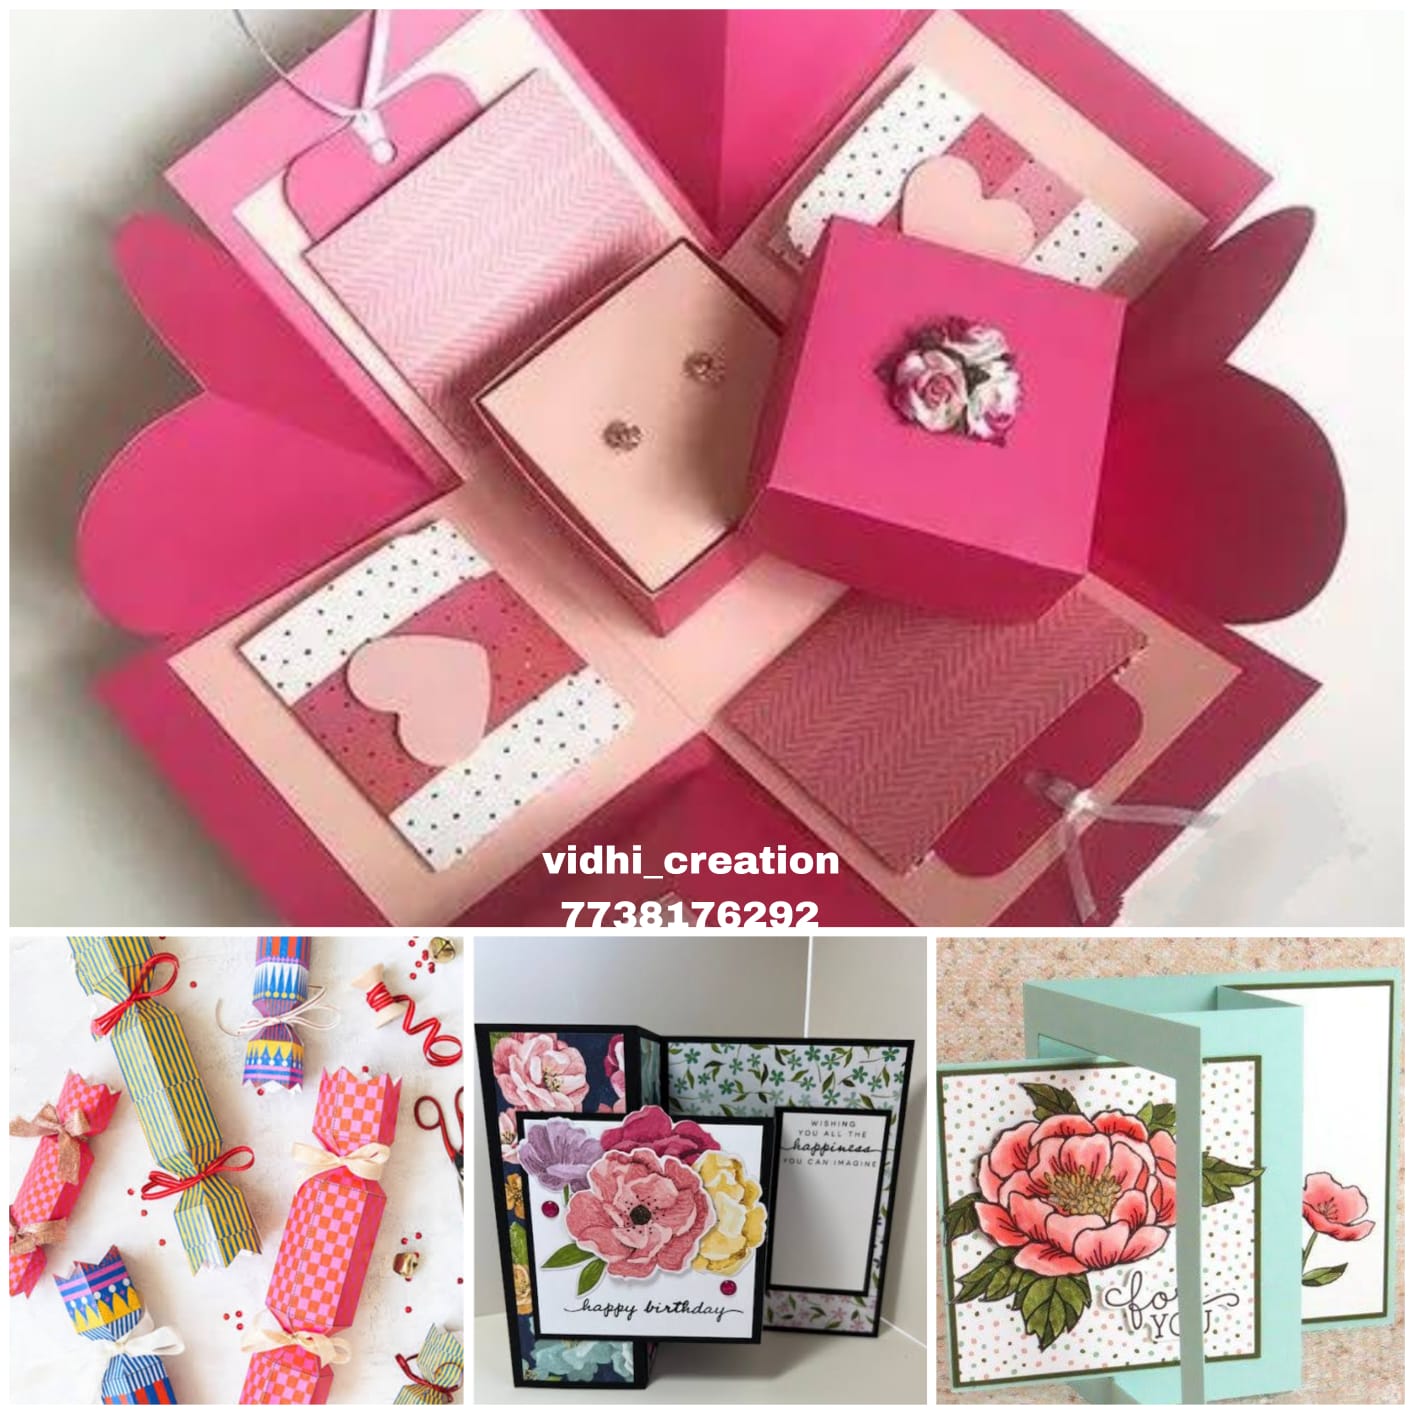 vidhi_creation
7738176292
WISHING
YOU ALL THE
happiness
YOU CAN IMAGINE
happy birthday
for
YOU